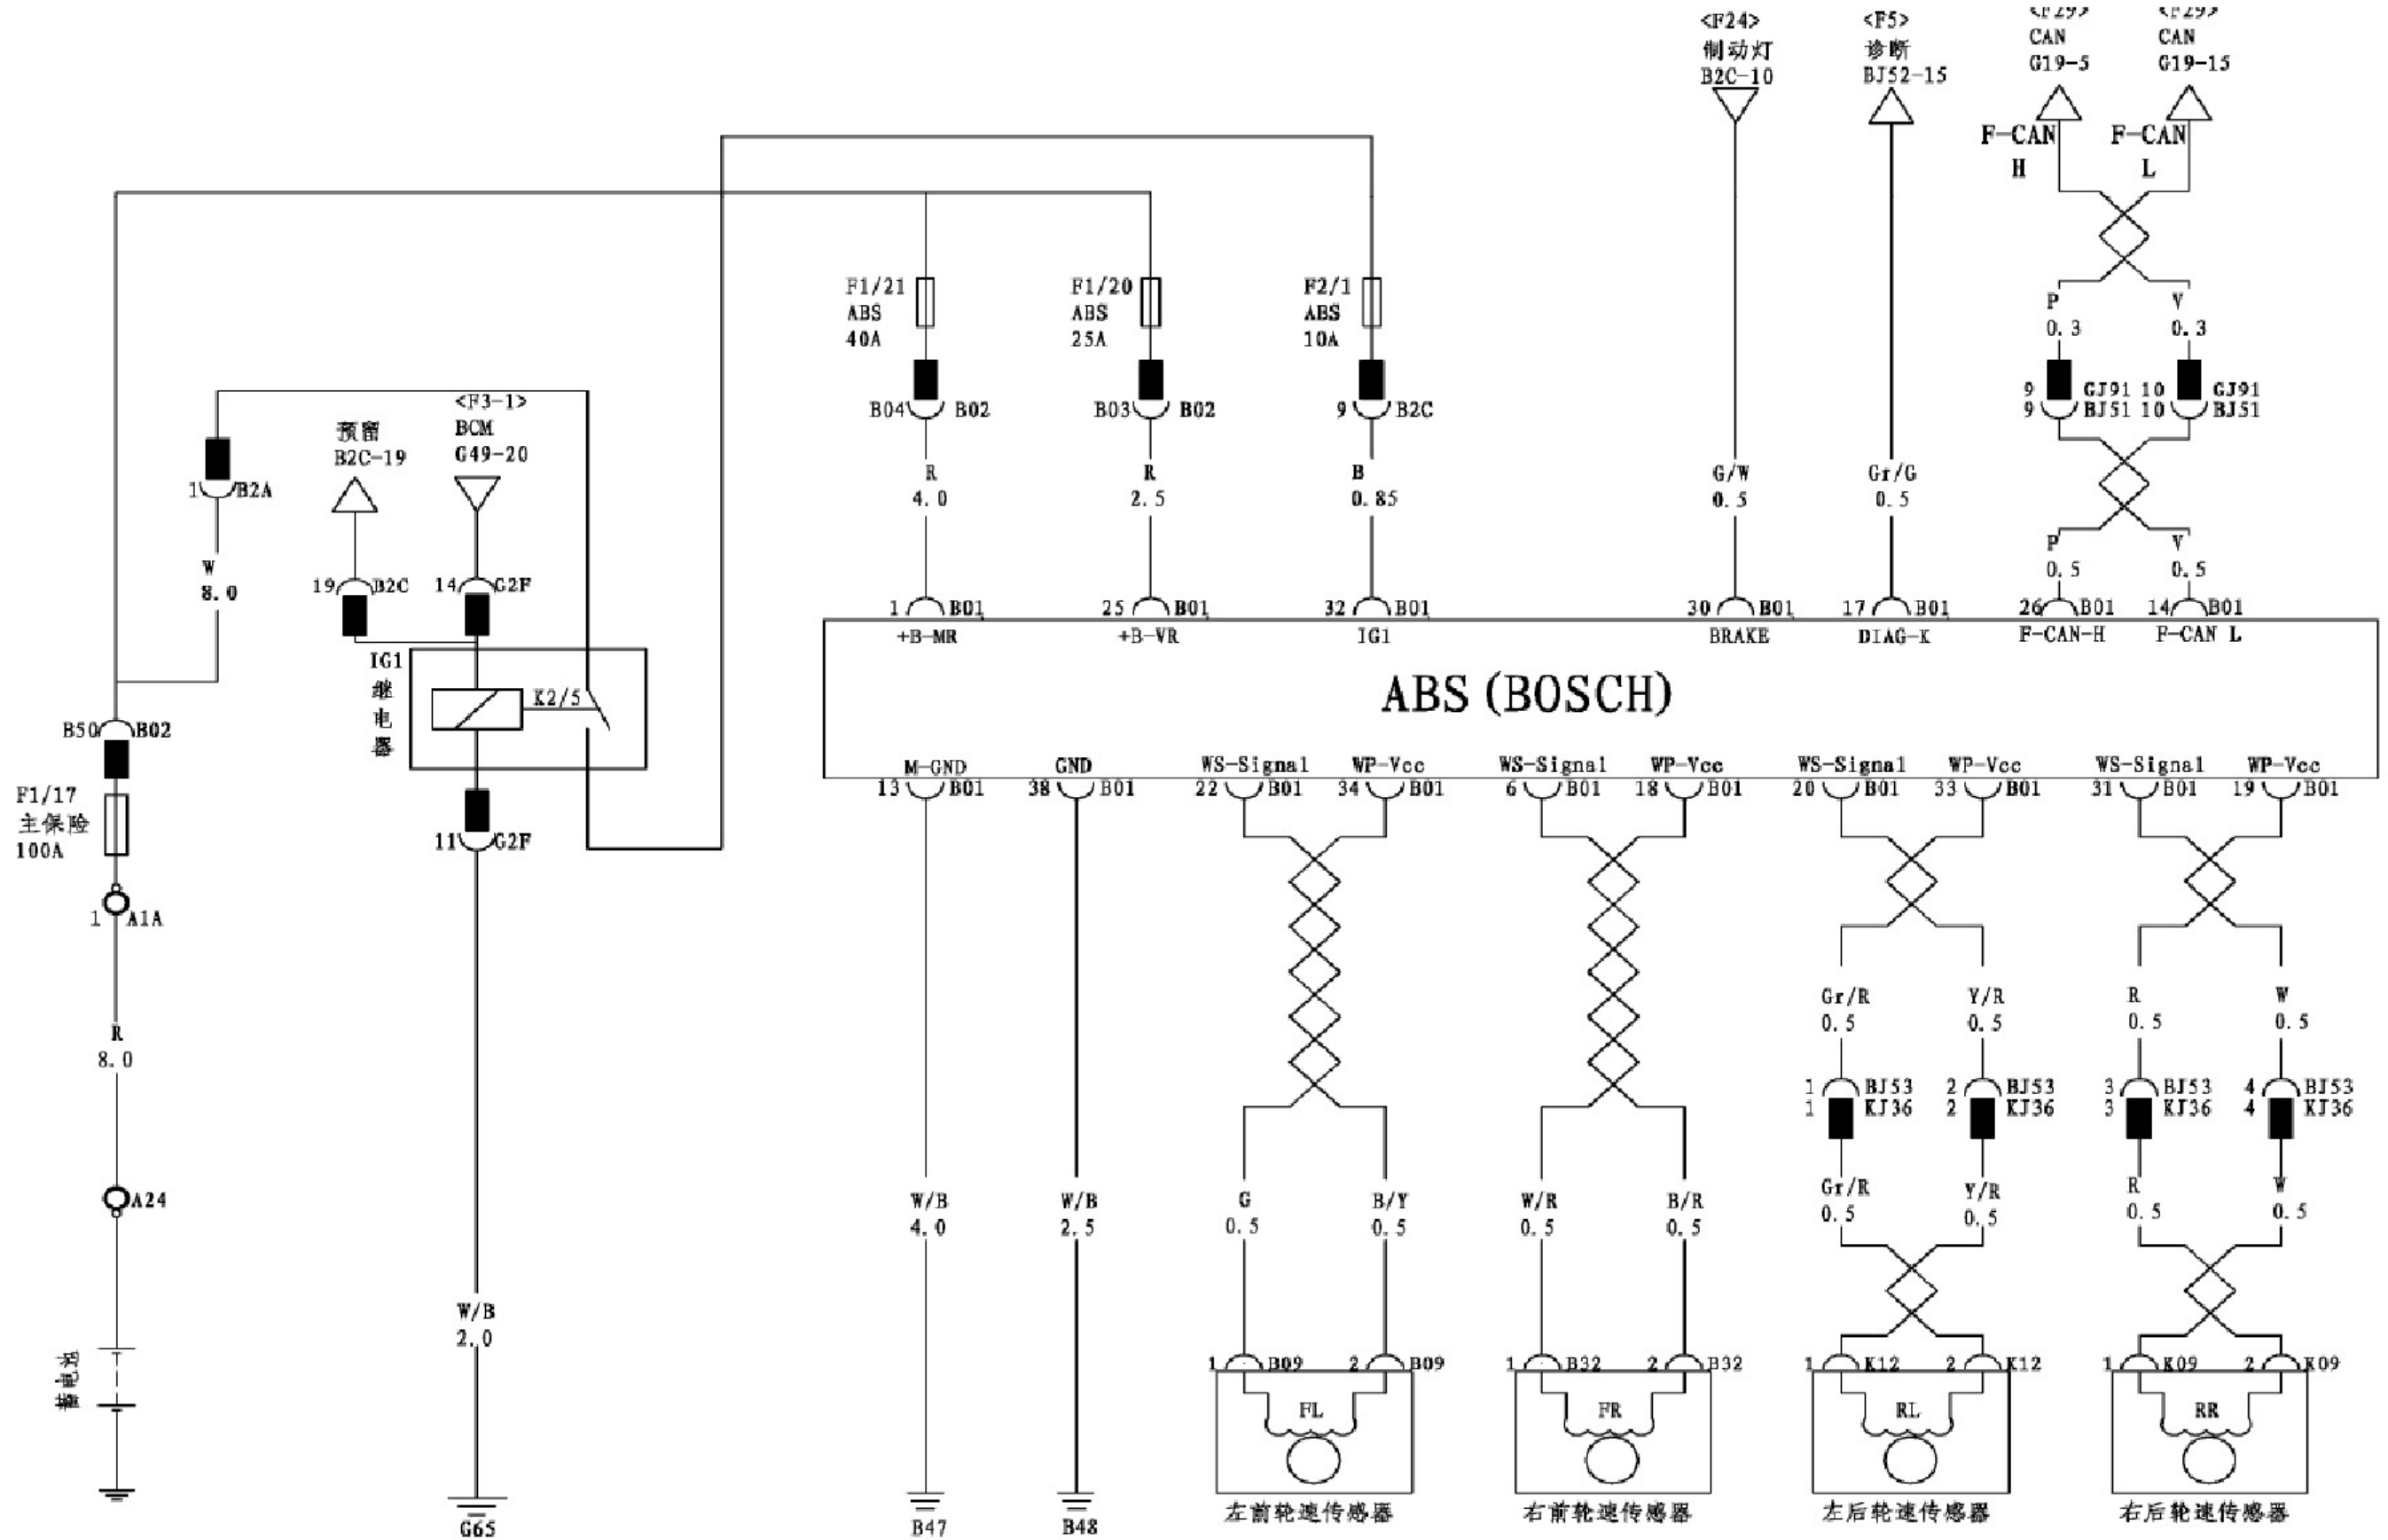 <F24>
制动灯
B2C-10
<F5>
诊断
BJ52-15
<F29>
CAN
G19-5
<F29>
CAN
G19-15
F-CAN
H
F-CAN
L
F1/21
ABS
40A
F1/20
ABS
25A
F2/1
ABS
10A
P
0.3
V
0.3
B04 B02
B03 B02
9 B2C
9 GJ91
9 BJ51
10 GJ91
10 BJ51
预留
B2C-19
<F3-1>
BCM
G49-20
1 B2A
R
4.0
R
2.5
B
0.85
G/W
0.5
Gr/G
0.5
P
0.5
V
0.5
W
8.0
19 B2C
14 G2F
1 B01
25 B01
32 B01
30 B01
17 B01
26 B01
14 B01
+B-MR
+B-VR
IG1
BRAKE
DIAG-K
F-CAN-H
F-CAN L
IG1
继
电
器
K2/5
ABS (BOSCH)
B50 B02
F1/17
主保险
100A
11 G2F
1 A1A
M-GND
GND
WS-Signal
WP-Vcc
WS-Signal
WP-Vcc
WS-Signal
WP-Vcc
WS-Signal
WP-Vcc
13 B01
38 B01
22 B01
34 B01
6 B01
18 B01
20 B01
33 B01
31 B01
19 B01
R
8.0
Gr/R
0.5
Y/R
0.5
R
0.5
W
0.5
1 BJ53
1 KJ36
2 BJ53
2 KJ36
3 BJ53
3 KJ36
4 BJ53
4 KJ36
A24
W/B
4.0
W/B
2.5
G
0.5
B/Y
0.5
W/R
0.5
B/R
0.5
Gr/R
0.5
Y/R
0.5
R
0.5
W
0.5
W/B
2.0
蓄电池
1 B09
2 B09
1 B32
2 B32
1 K12
2 K12
1 K09
2 K09
FL
FR
RL
RR
G65
B47
B48
左前轮速传感器
右前轮速传感器
左后轮速传感器
右后轮速传感器